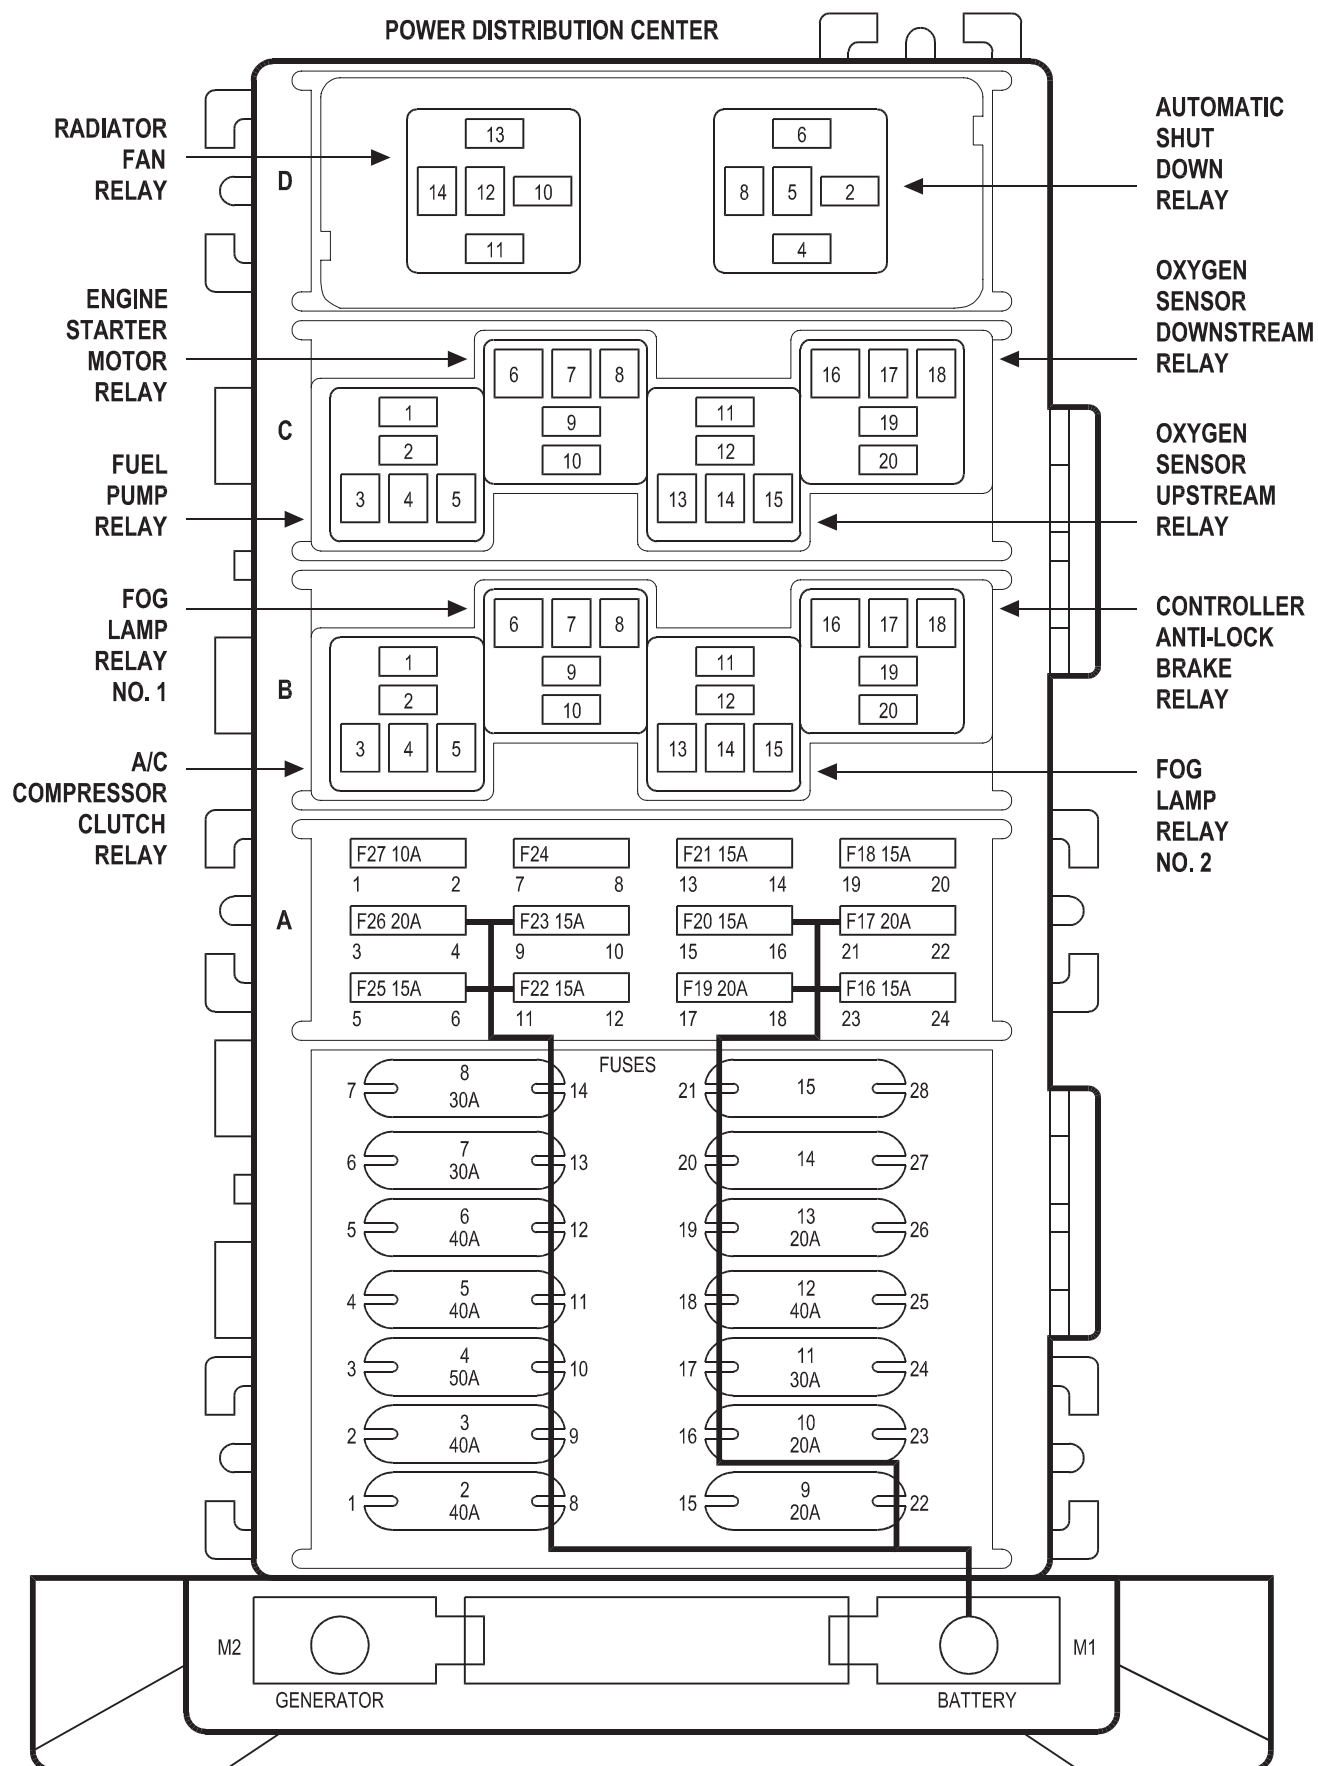 POWER DISTRIBUTION CENTER
RADIATOR
FAN
RELAY
AUTOMATIC
SHUT
DOWN
RELAY
D
13
14 12 10
11
6
8 5 2
4
ENGINE
STARTER
MOTOR
RELAY
OXYGEN
SENSOR
DOWNSTREAM
RELAY
FUEL
PUMP
RELAY
OXYGEN
SENSOR
UPSTREAM
RELAY
C
1
2
3 4 5
6 7 8
9
10
11
12
13 14 15
16 17 18
19
20
FOG
LAMP
RELAY
NO. 1
CONTROLLER
ANTI-LOCK
BRAKE
RELAY
A/C
COMPRESSOR
CLUTCH
RELAY
FOG
LAMP
RELAY
NO. 2
B
1
2
3 4 5
6 7 8
9
10
11
12
13 14 15
16 17 18
19
20
A
F27 10A F24 F21 15A F18 15A
1 2 7 8 13 14 19 20
F26 20A F23 15A F20 15A F17 20A
3 4 9 10 15 16 21 22
F25 15A F22 15A F19 20A F16 15A
5 6 11 12 17 18 23 24
FUSES
7 8 14 21 15 28
30A
6 7 13 20 14 27
30A
5 6 12 19 13 26
40A 20A
4 5 11 18 12 25
40A 40A
3 4 10 17 11 24
50A 30A
2 3 9 16 10 23
40A 20A
1 2 8 15 9 22
40A 20A
M2 M1
GENERATOR BATTERY